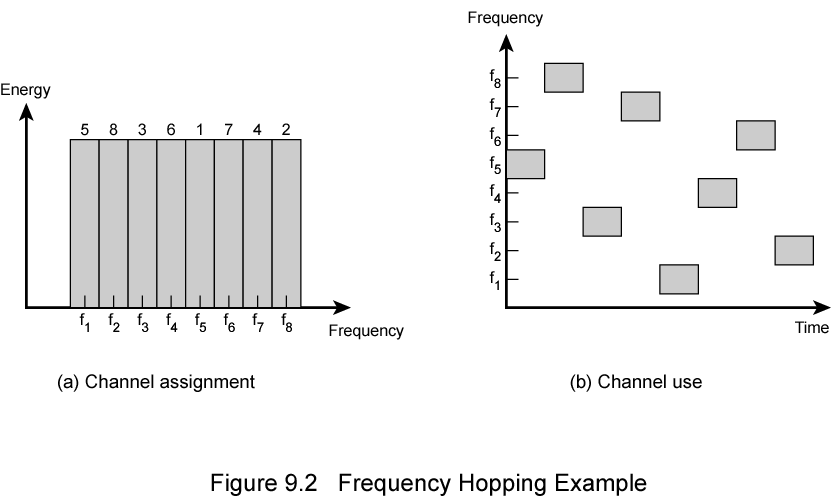 Energy
5 8 3 6 1 7 4 2
f1 f2 f3 f4 f5 f6 f7 f8
Frequency
(a) Channel assignment
Frequency
f8
f7
f6
f5
f4
f3
f2
f1
Time
(b) Channel use
Figure 9.2 Frequency Hopping Example